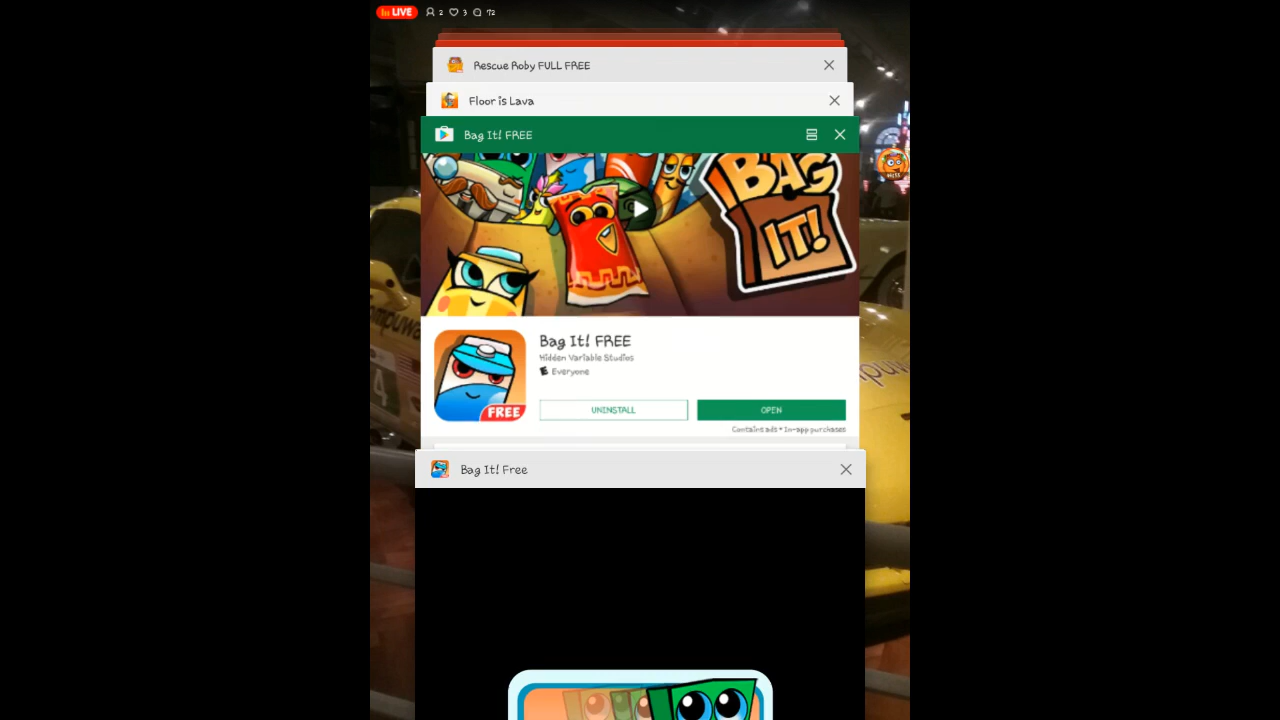 LIVE 2 3 72
Rescue Roby FULL FREE
Floor is Lava
Bag It! FREE
BAG
IT!
Bag It! FREE
Hidden Variable Studios
Everyone
FREE
UNINSTALL
OPEN
Contains ads • In-app purchases
Bag It! Free